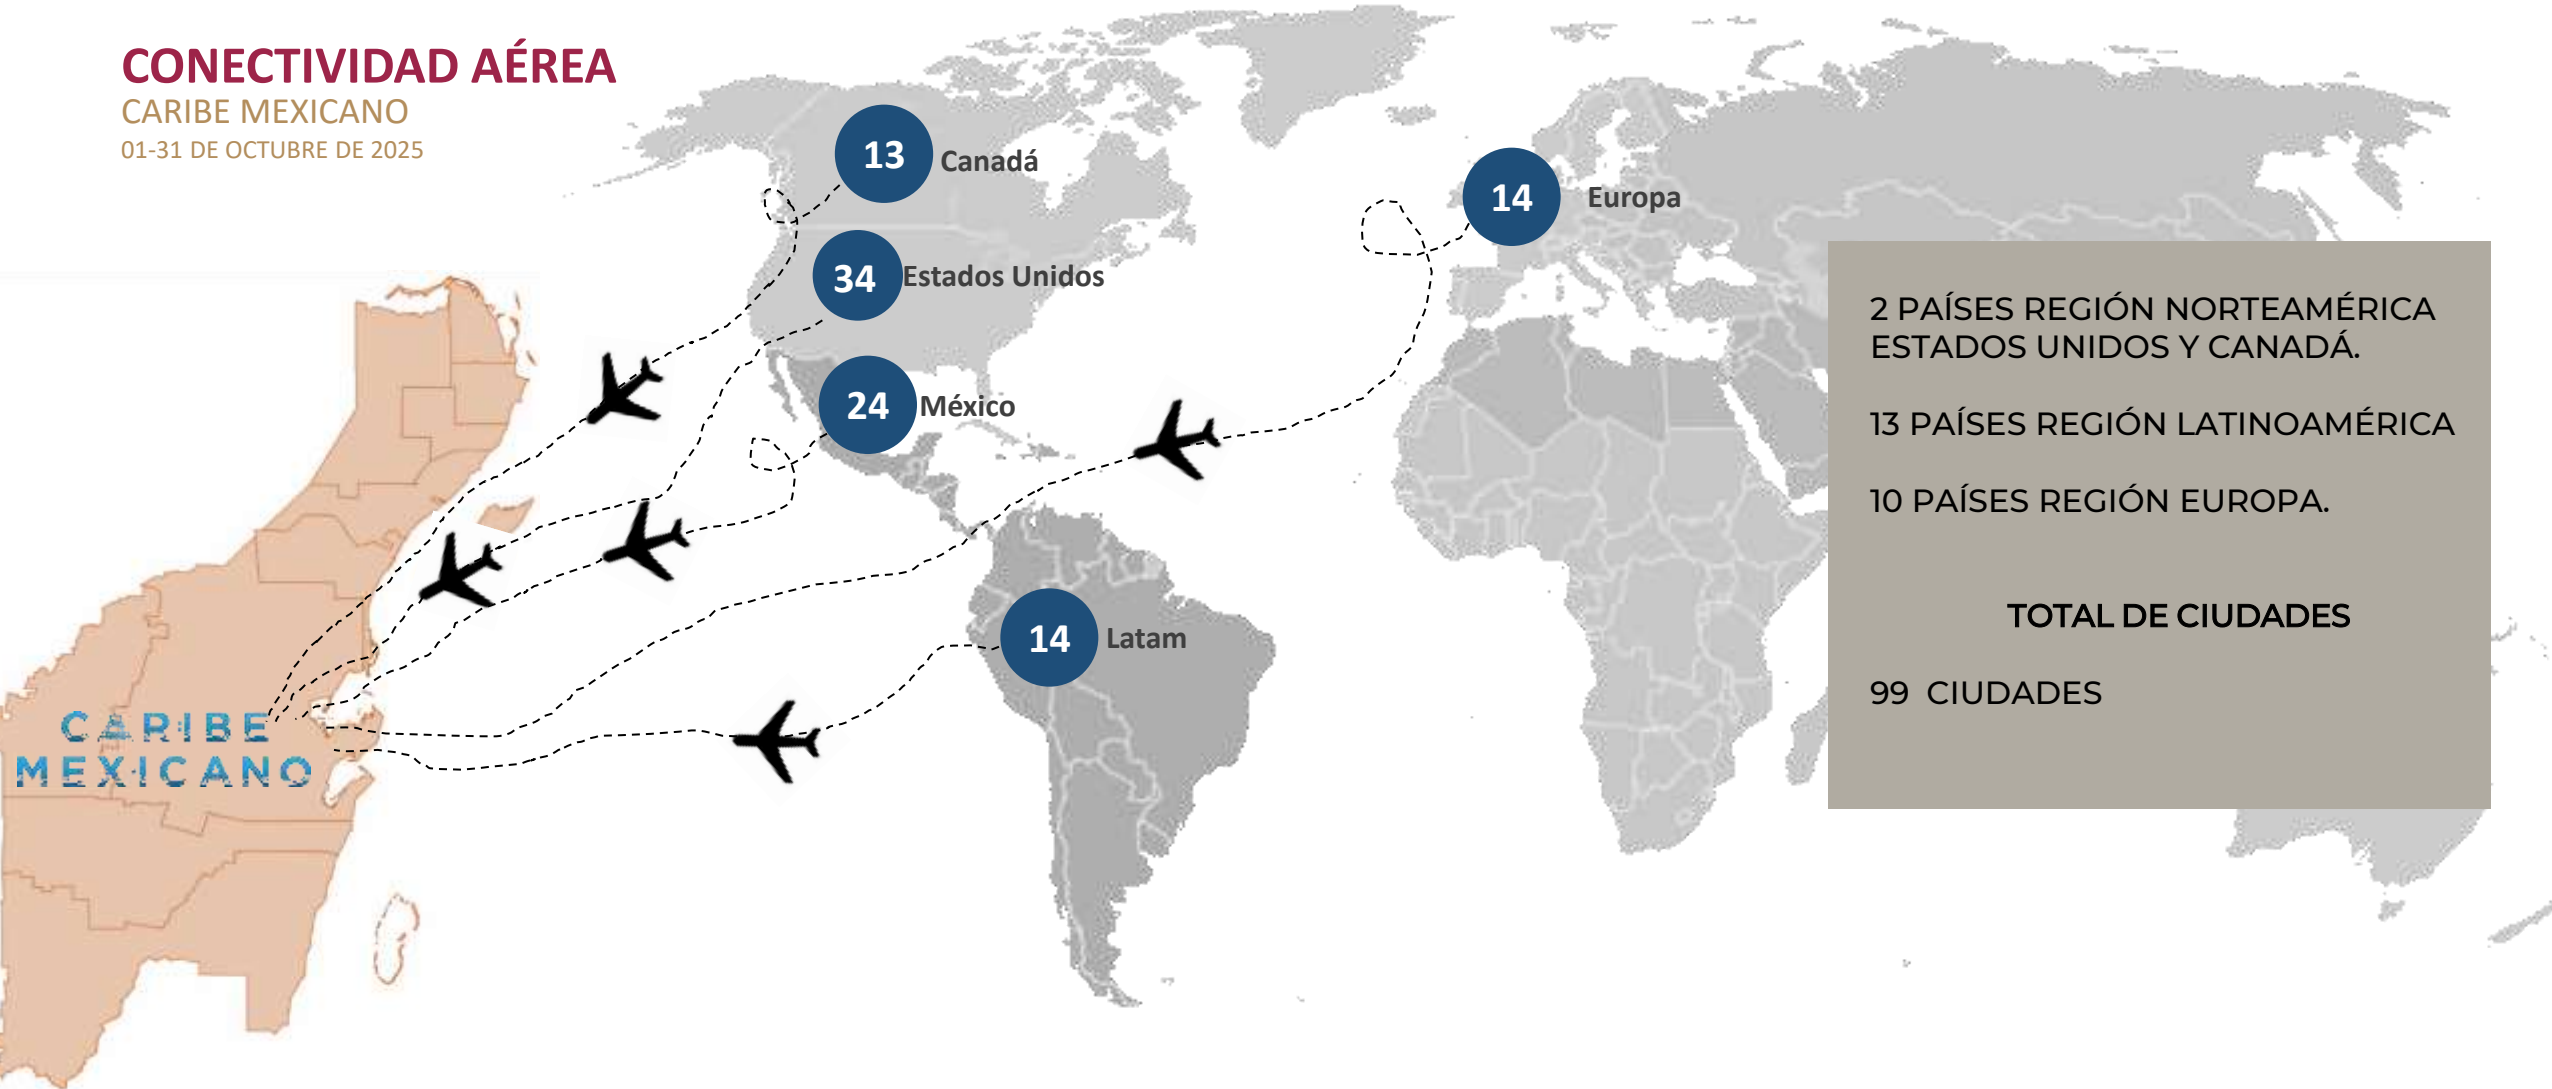 CONECTIVIDAD AÉREA
CARIBE MEXICANO
01-31 DE OCTUBRE DE 2025
13 Canadá
34 Estados Unidos
24 México
14 Europa
14 Latam
CARIBE
MEXICANO
2 PAÍSES REGIÓN NORTEAMÉRICA
ESTADOS UNIDOS Y CANADÁ.
13 PAÍSES REGIÓN LATINOAMÉRICA
10 PAÍSES REGIÓN EUROPA.
TOTAL DE CIUDADES
99 CIUDADES